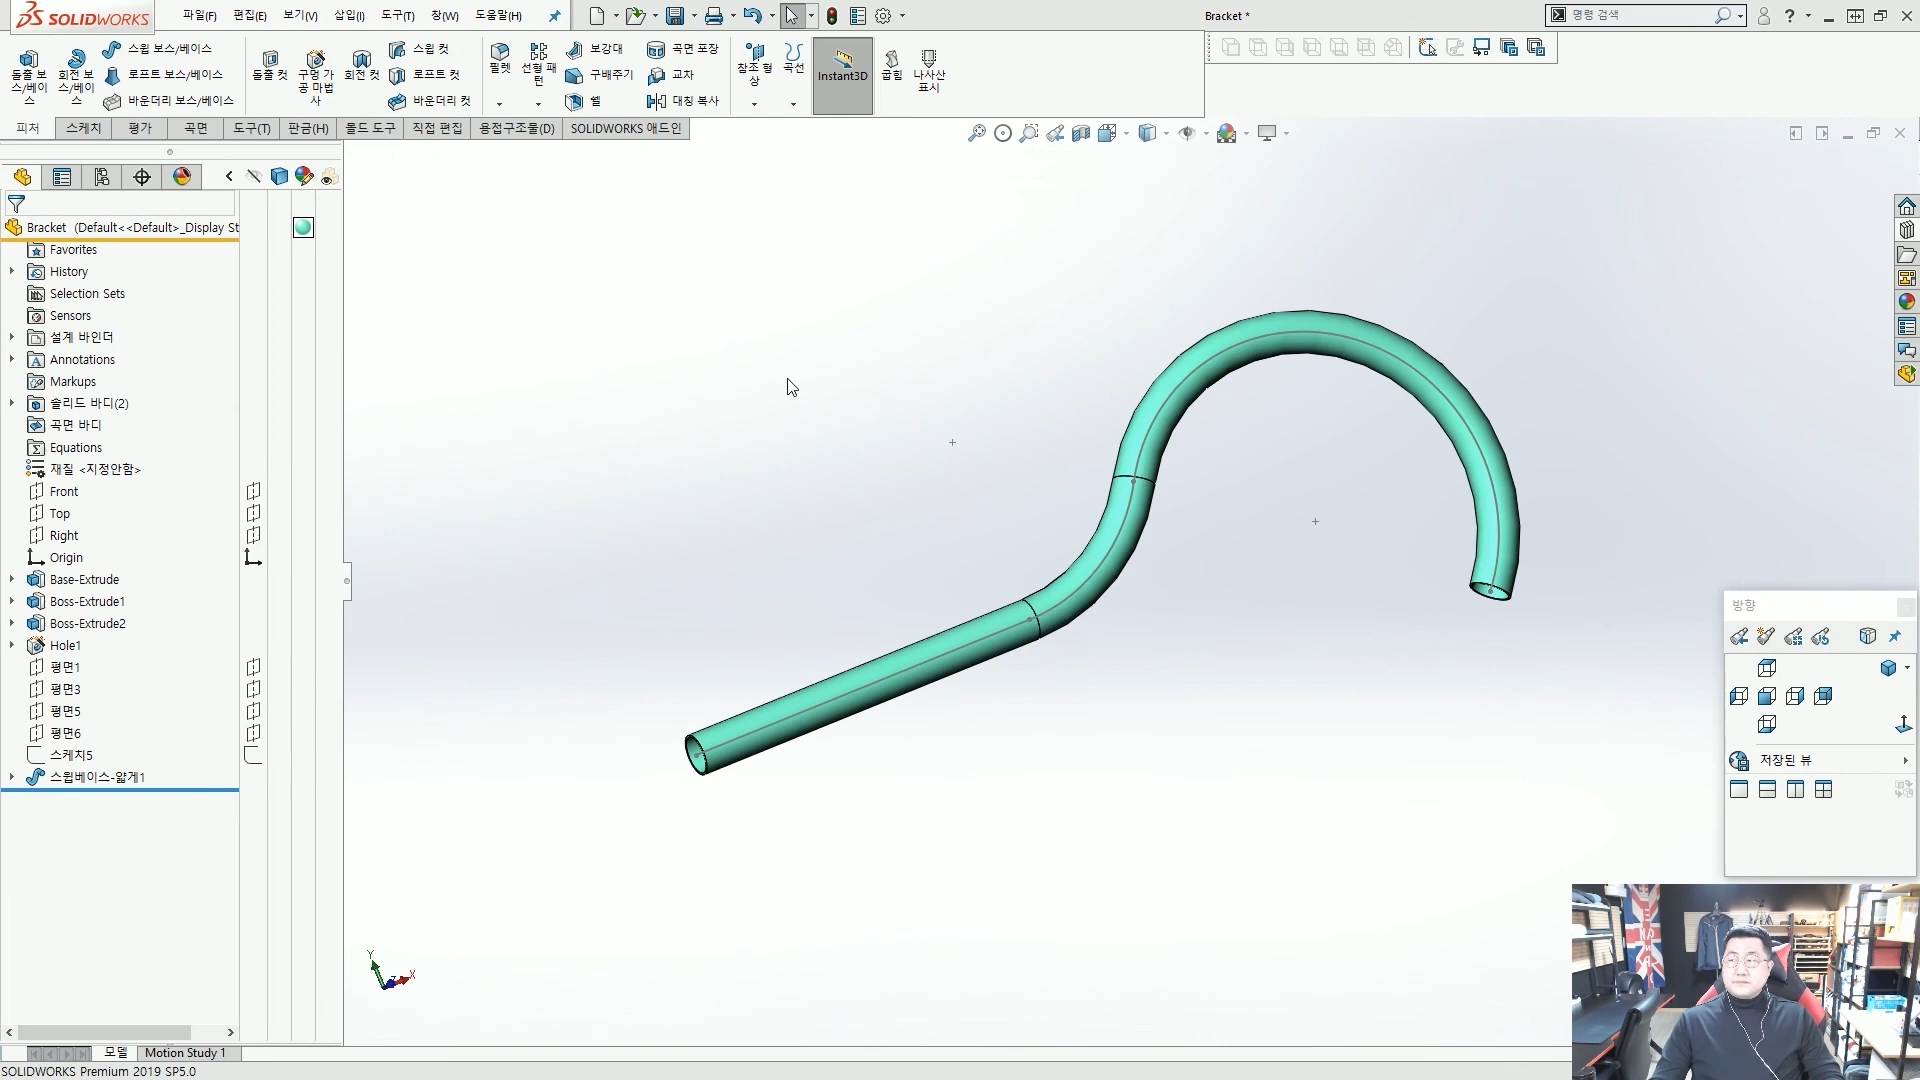 SOLIDWORKS
파일(F)
편집(E)
보기(V)
삽입(I)
도구(T)
창(W)
도움말(H)
Bracket *
명령 검색
돌출 보스/베이스
회전 보스/베이스
스윕 보스/베이스
로프트 보스/베이스
바운더리 보스/베이스
돌출 컷
구멍 가공 마법사
회전 컷
스윕 컷
로프트 컷
바운더리 컷
필렛
선형 패턴
보강대
구배주기
쉘
곡면 포장
교차
대칭 복사
참조 형상
곡선
Instant3D
굽힘
나사산 표시
피처
스케치
평가
곡면
도구(T)
판금(H)
몰드 도구
직접 편집
용접구조물(D)
SOLIDWORKS 애드인
Bracket (Default<<Default>_Display St
Favorites
History
Selection Sets
Sensors
설계 바인더
Annotations
Markups
솔리드 바디(2)
곡면 바디
Equations
재질 <지정안함>
Front
Top
Right
Origin
Base-Extrude
Boss-Extrude1
Boss-Extrude2
Hole1
평면1
평면3
평면5
평면6
스케치5
스윕베이스-얇게1
방향
저장된 뷰
Y
Z
X
모델
Motion Study 1
SOLIDWORKS Premium 2019 SP5.0